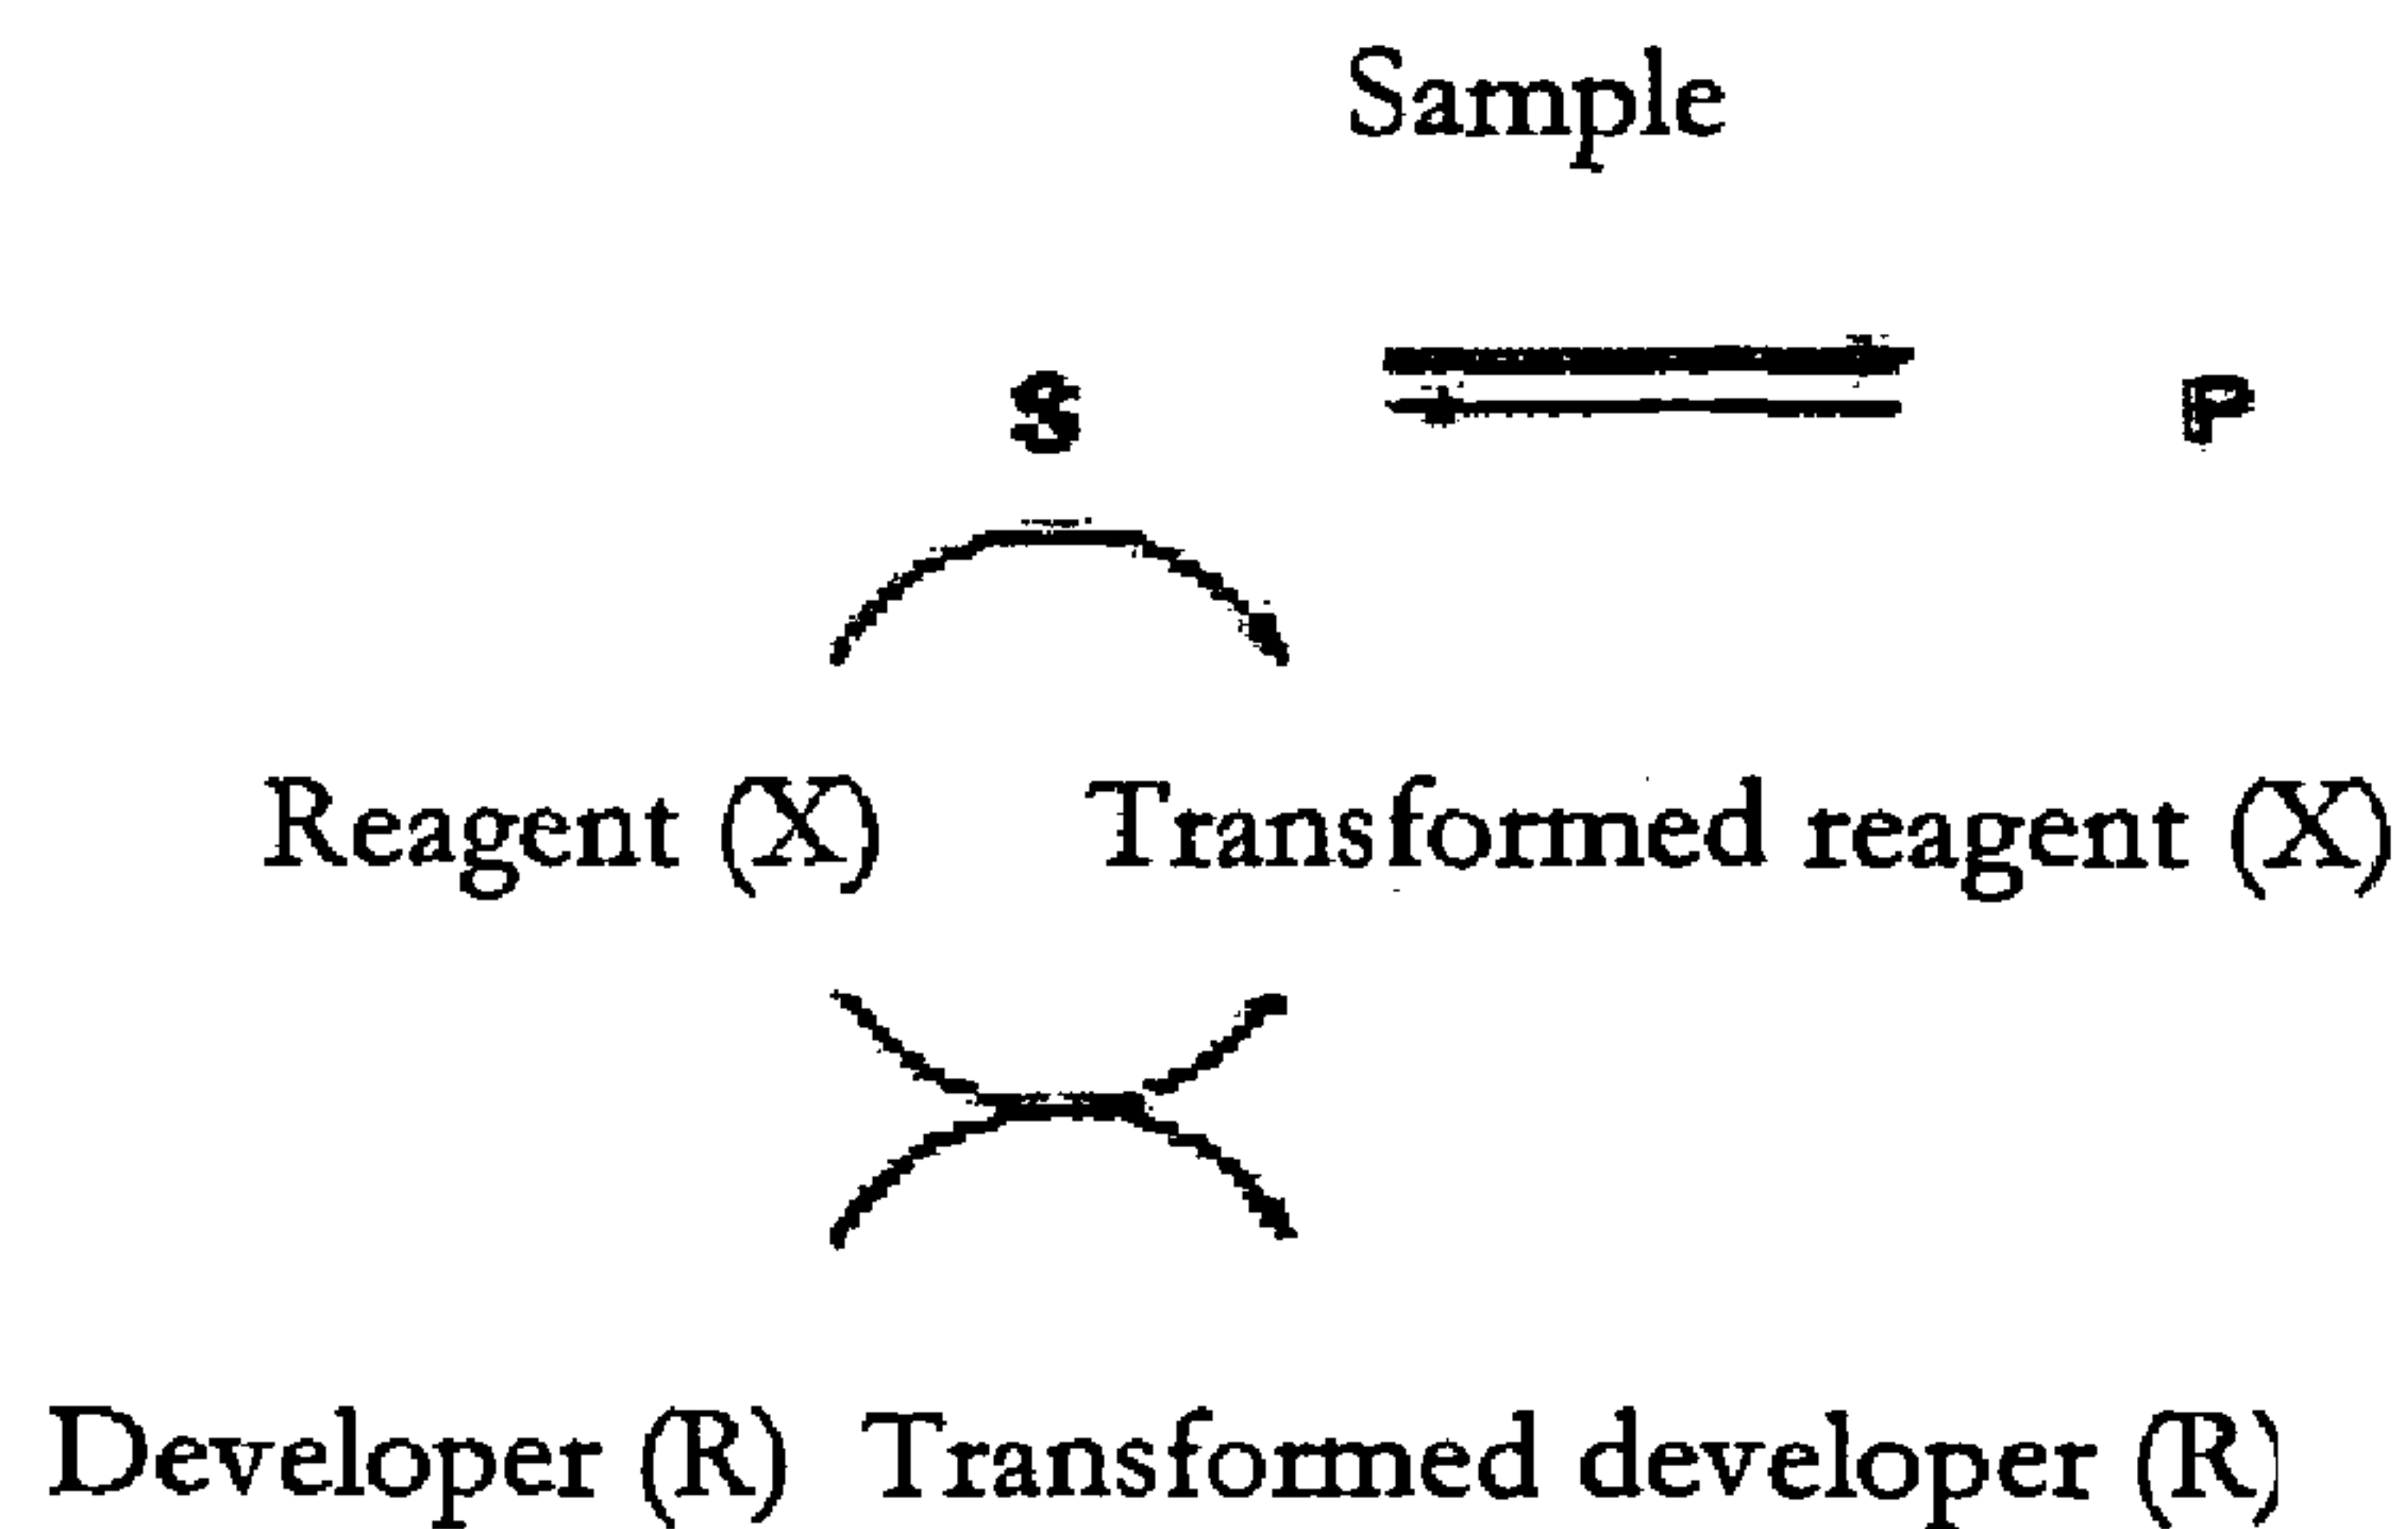 Sample
S P
Reagent (X) Transformed reagent (X)
Developer (R) Transformed developer (R)